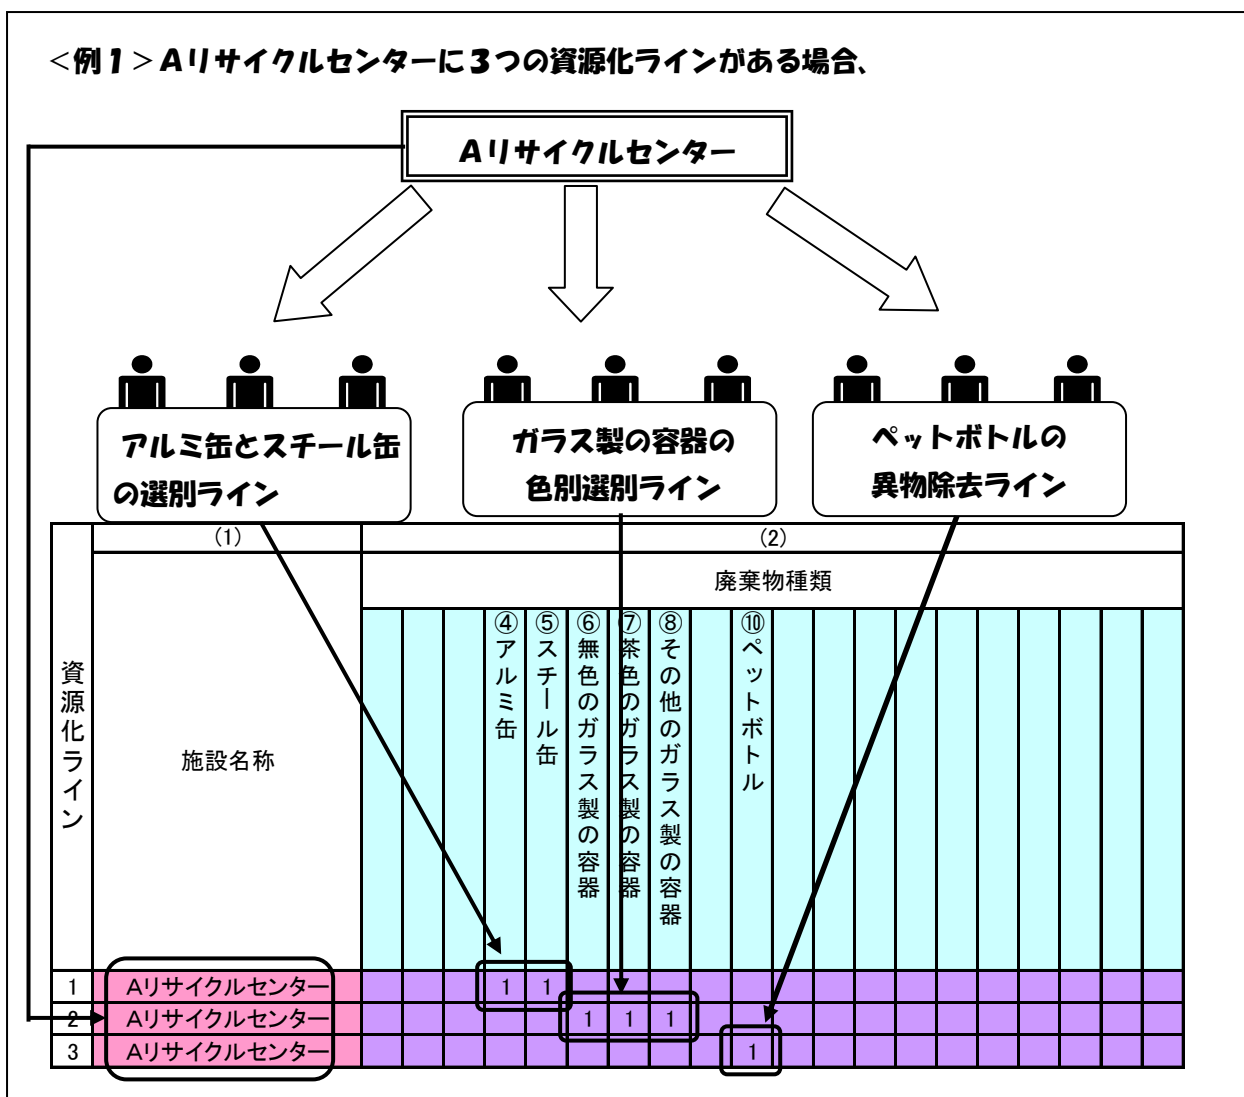 ＜例１＞Ａリサイクルセンターに３つの資源化ラインがある場合、
Ａリサイクルセンター
アルミ缶とスチール缶
の選別ライン
ガラス製の容器の
色別選別ライン
ペットボトルの
異物除去ライン
(1)
(2)
廃棄物種類
資源化ライン
施設名称
④アルミ缶
⑤スチール缶
⑥無色のガラス製の容器
⑦茶色のガラス製の容器
⑧その他のガラス製の容器
⑩ペットボトル
1 Aリサイクルセンター 1 1
2 Aリサイクルセンター 1 1 1
3 Aリサイクルセンター 1